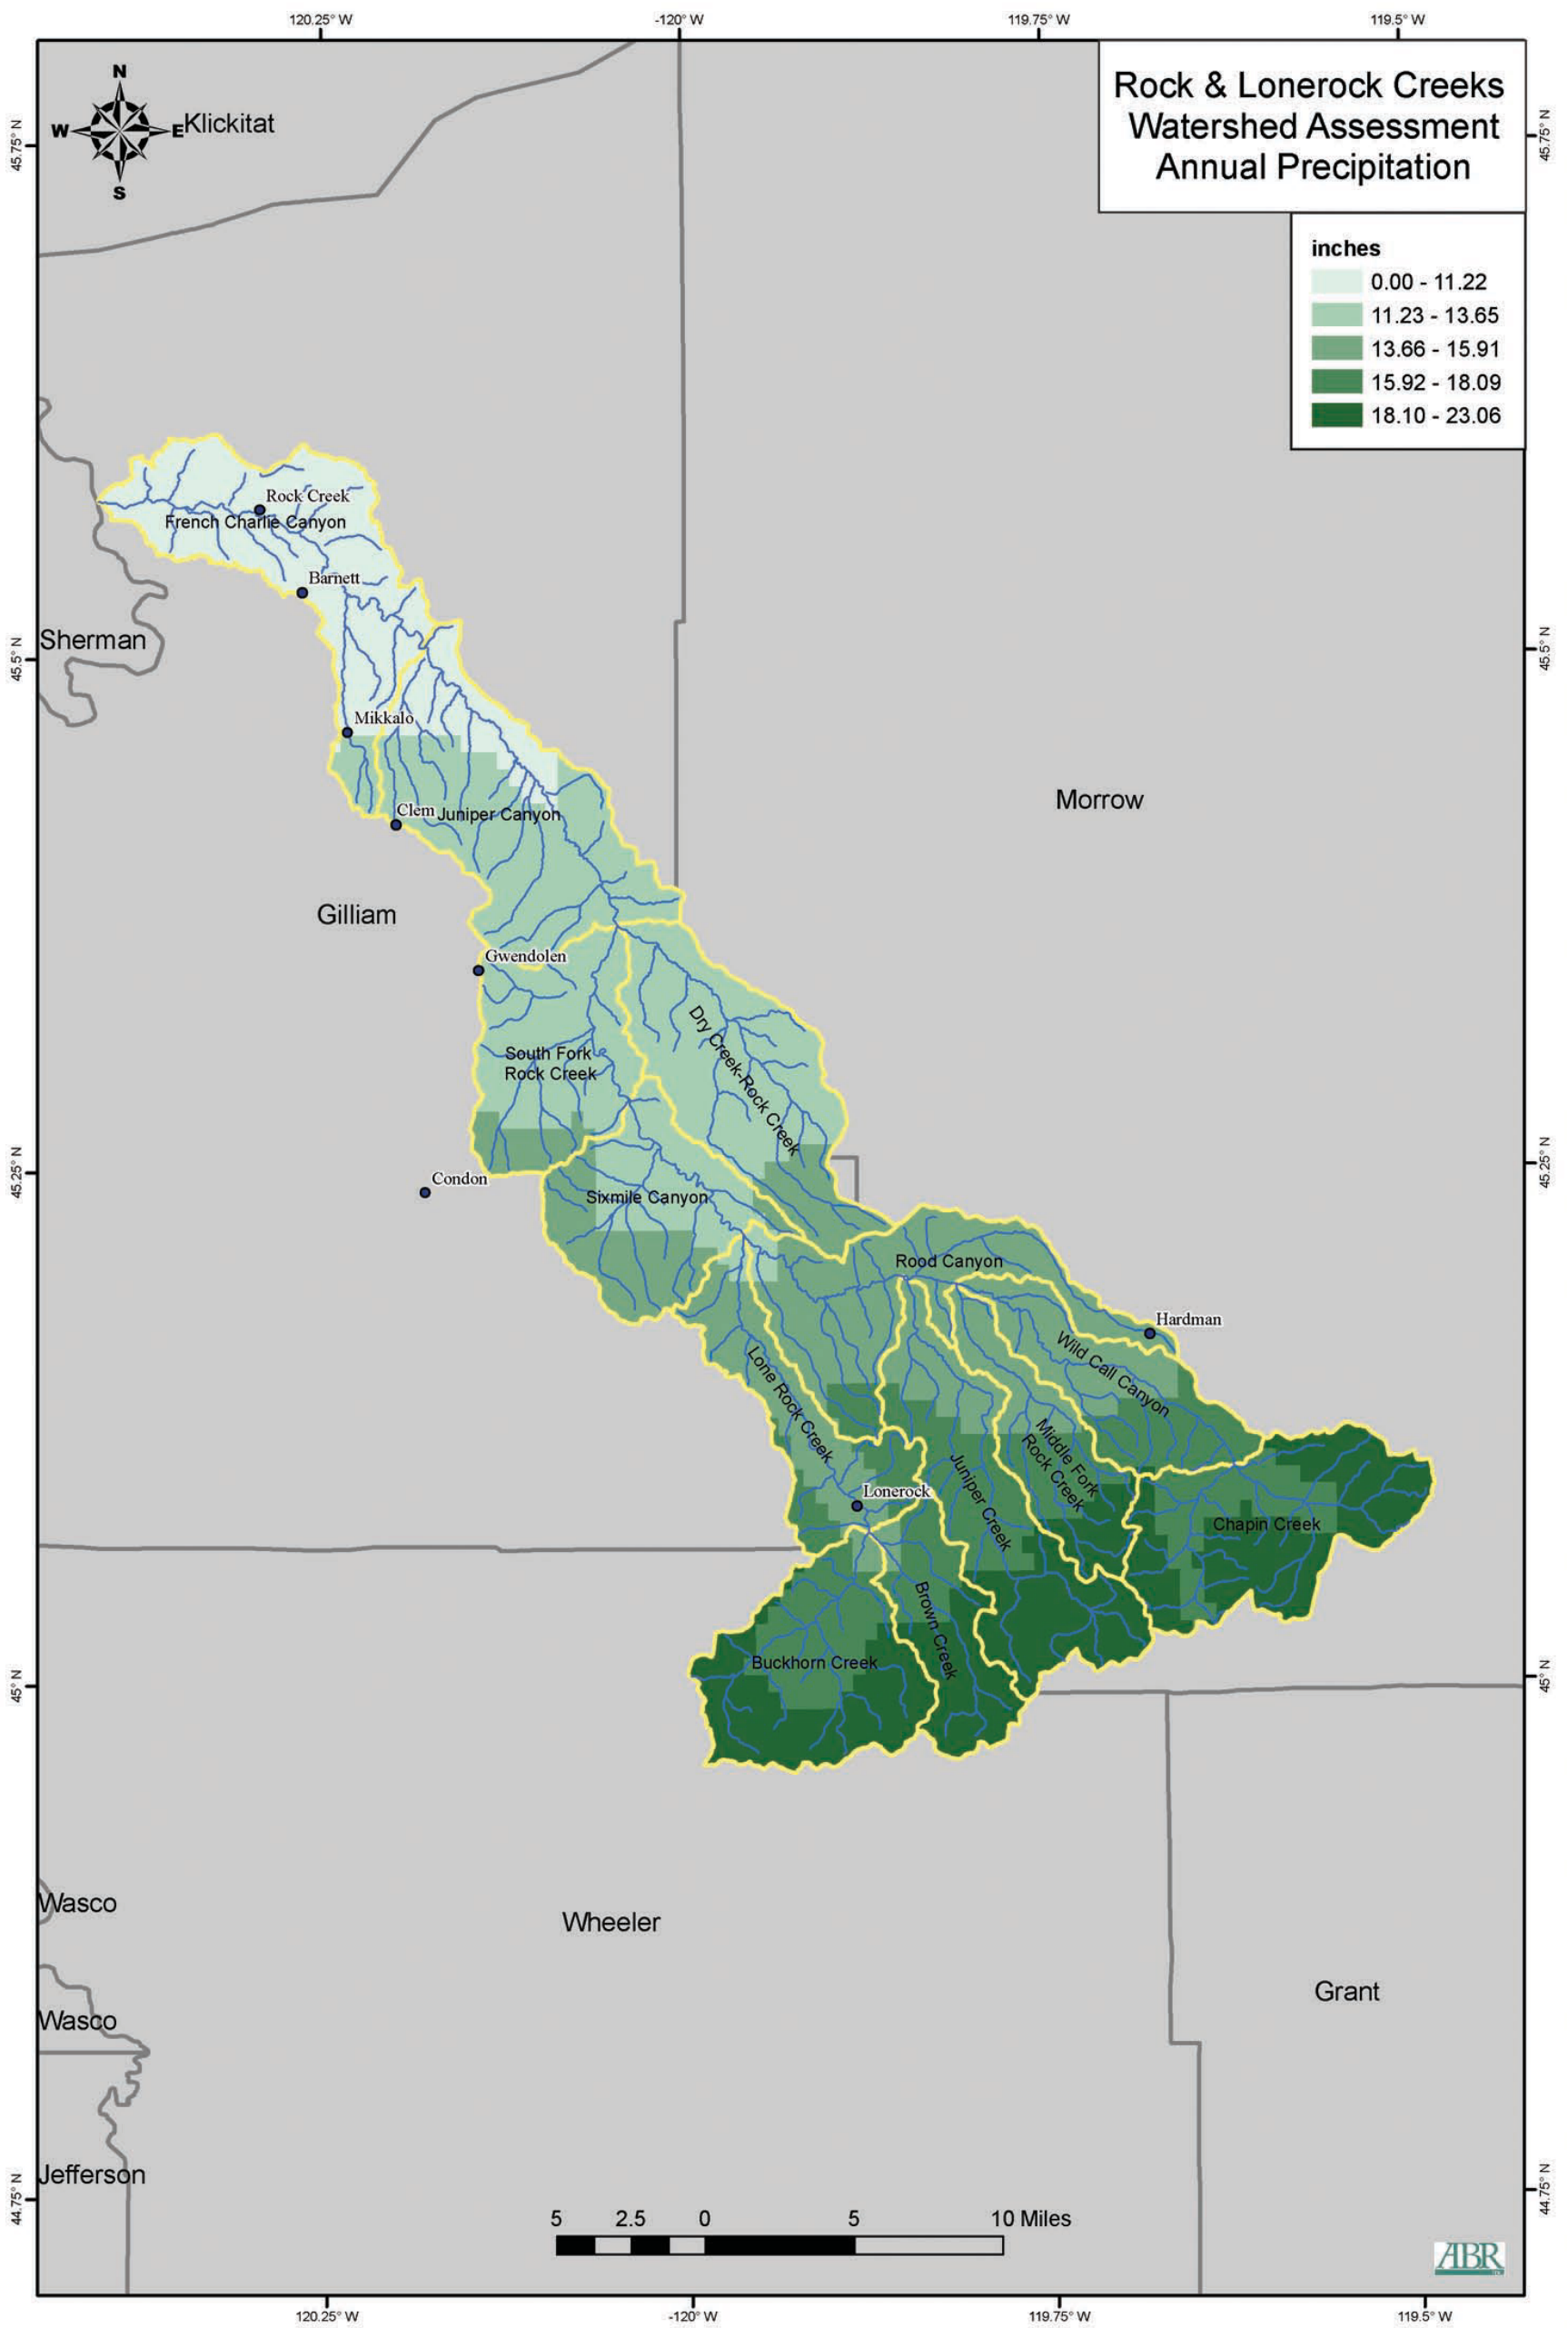 120.25° W
-120° W
119.75° W
119.5° W
Rock & Lonerock Creeks
Watershed Assessment
Annual Precipitation
N
W
E
S
Klickitat
45.75° N
45.75° N
inches
0.00 - 11.22
11.23 - 13.65
13.66 - 15.91
15.92 - 18.09
18.10 - 23.06
Rock Creek
French Charlie Canyon
Barnett
Sherman
45.5° N
45.5° N
Mikkalo
Clem
Juniper Canyon
Morrow
Gilliam
Gwendolen
Dry Creek-Rock Creek
South Fork
Rock Creek
45.25° N
45.25° N
Condon
Sixmile Canyon
Rood Canyon
Hardman
Wild Call Canyon
Lone Rock Creek
Middle Fork
Rock Creek
Juniper Creek
Lonerock
Chapin Creek
Brown Creek
Buckhorn Creek
45° N
45° N
Wasco
Wheeler
Grant
Wasco
Jefferson
44.75° N
44.75° N
5
2.5
0
5
10 Miles
ABR
120.25° W
-120° W
119.75° W
119.5° W